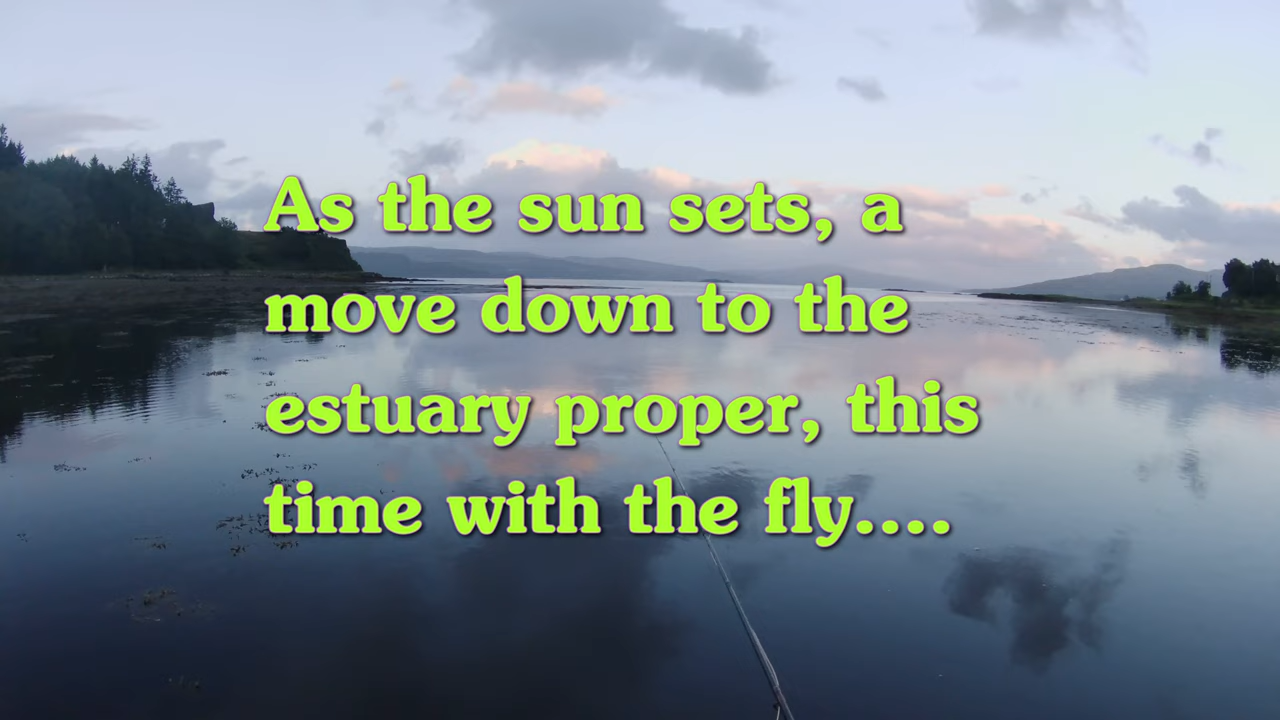 As the sun sets, a
move down to the
estuary proper, this
time with the fly....